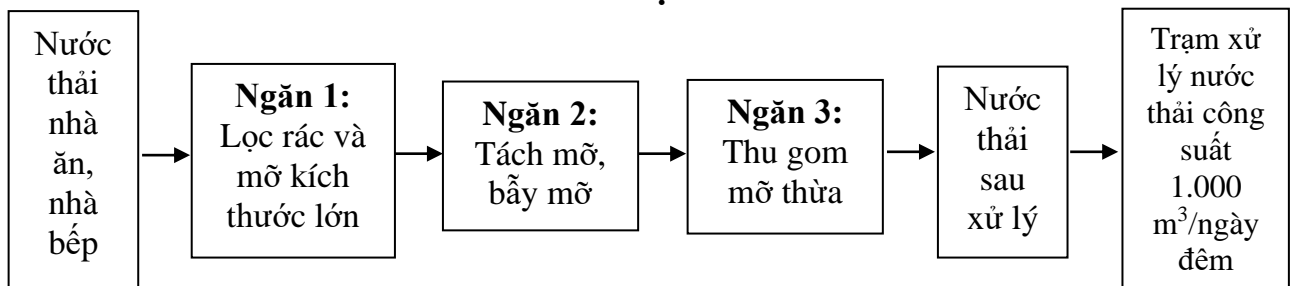 Nước
thải
nhà
ăn,
nhà
bếp
Ngăn 1:
Lọc rác và
mỡ kích
thước lớn
Ngăn 2:
Tách mỡ,
bẫy mỡ
Ngăn 3:
Thu gom
mỡ thừa
Nước
thải
sau
xử lý
Trạm xử
lý nước
thải công
suất
1.000
m³/ngày
đêm